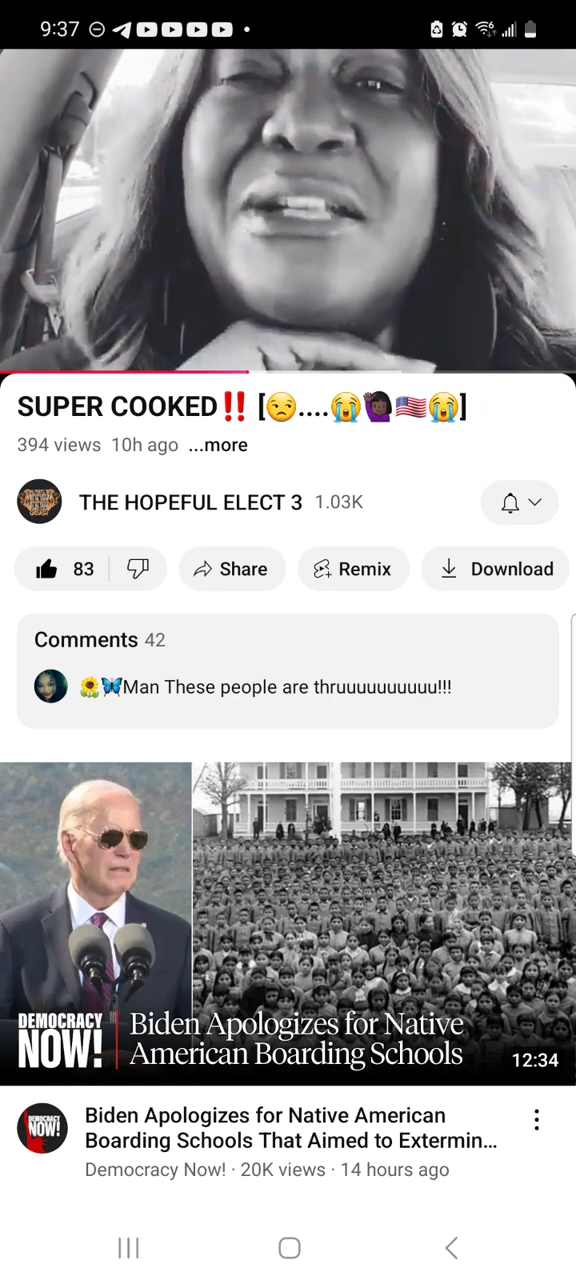 9:37
SUPER COOKED‼️ [😒....😭🙋🏿‍♀️🇺🇸😭]
394 views 10h ago ...more
THE HOPEFUL ELECT 3 1.03K
83 Share Remix Download
Comments 42
🌻🦋Man These people are thruuuuuuuuuu!!!
DEMOCRACY
NOW!
Biden Apologizes for Native
American Boarding Schools
12:34
DEMOCRACY
NOW!
Biden Apologizes for Native American
Boarding Schools That Aimed to Extermin...
Democracy Now! · 20K views · 14 hours ago